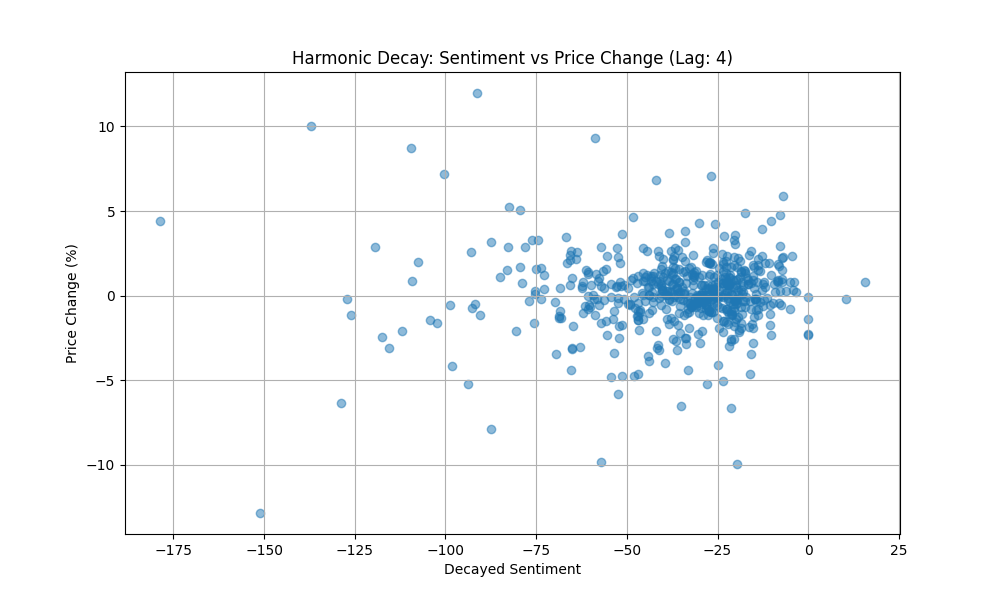 Harmonic Decay: Sentiment vs Price Change (Lag: 4)
Price Change (%)
10
5
0
−5
−10
−175 −150 −125 −100 −75 −50 −25 0 25
Decayed Sentiment